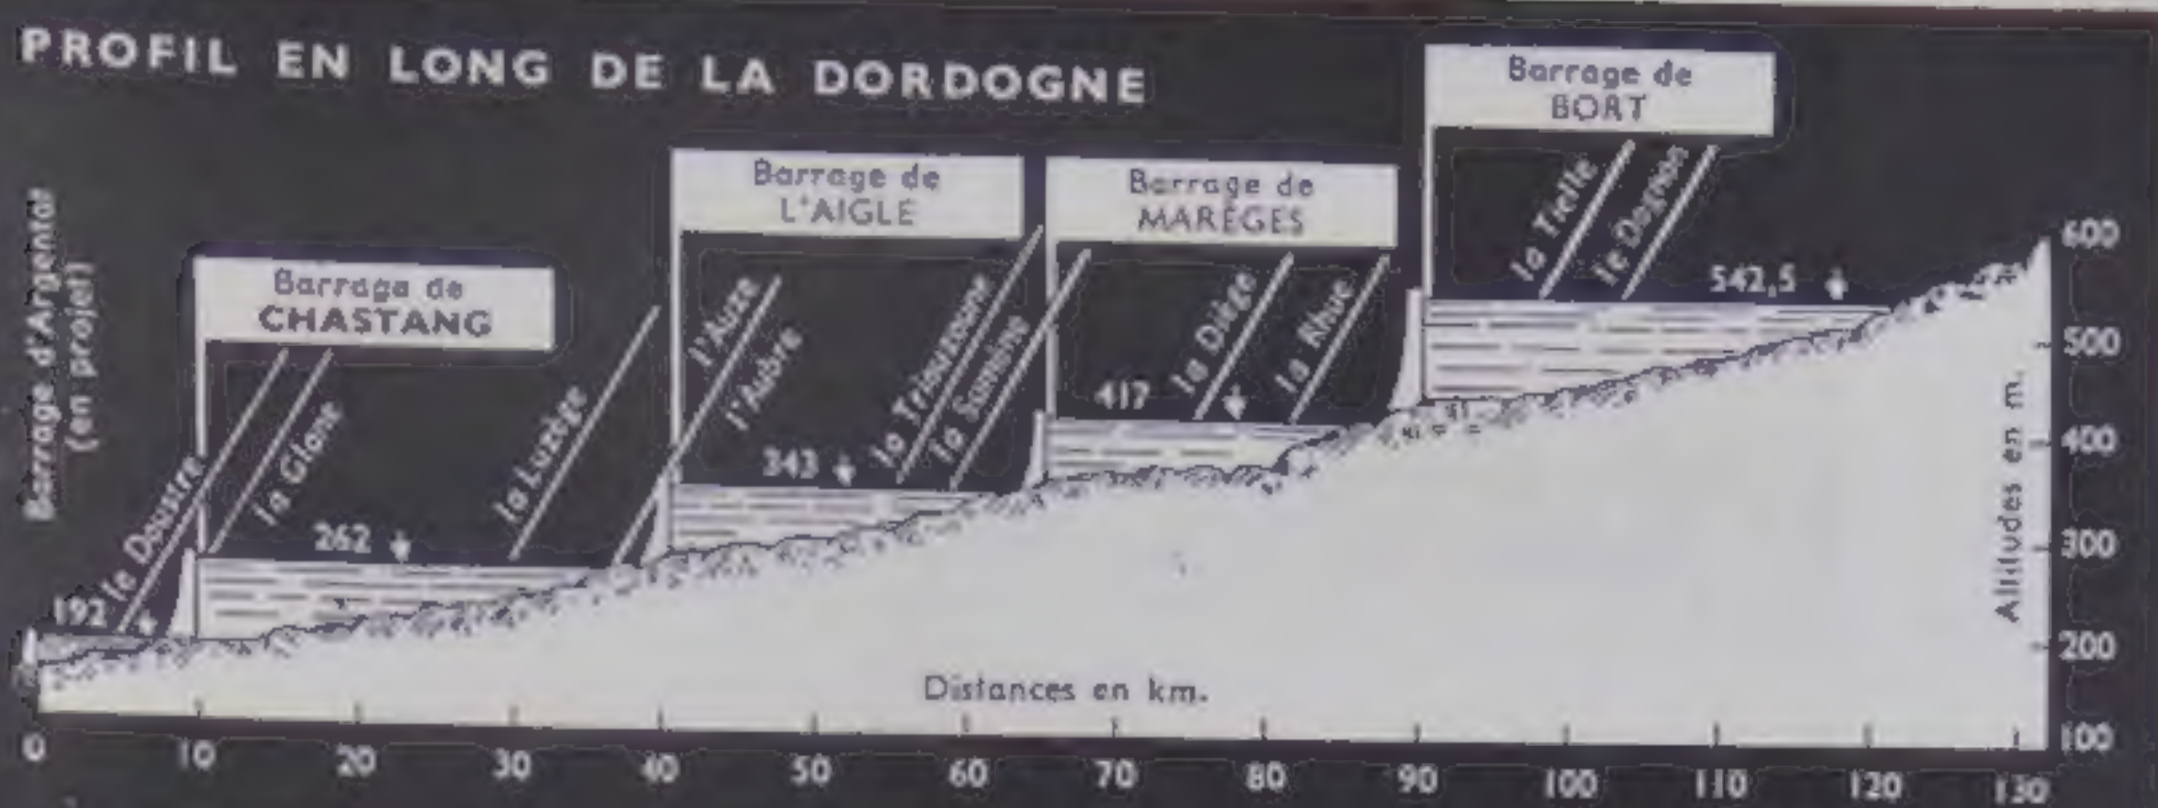 PROFIL EN LONG DE LA DORDOGNE
Barrage d'Argentat
(en projet)
Barrage de
CHASTANG
Barrage de
L'AIGLE
Barrage de
MARÈGES
Barrage de
BORT
192
le Doustre
la Glane
262
la Luzège
l'Auze
l'Aubre
343
la Triouzoune
la Sombre
417
la Diège
la Rhue
la Tialle
le Dognon
542,5
600
500
400
300
200
100
Altitudes en m.
Distances en km.
0 10 20 30 40 50 60 70 80 90 100 110 120 130